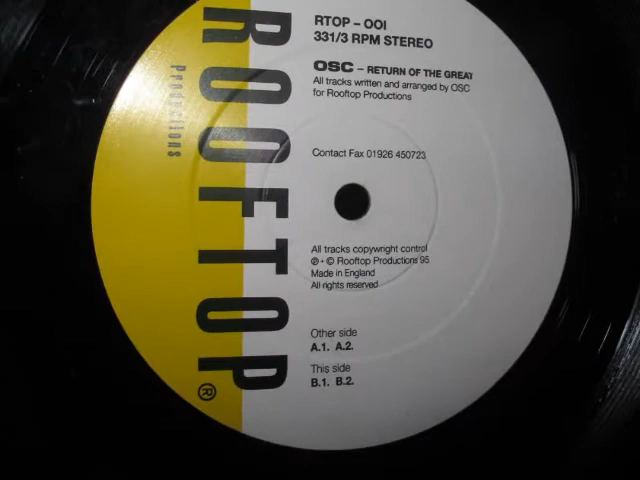 ROOFTOP®
Productions
RTOP – 001
331/3 RPM STEREO
OSC – RETURN OF THE GREAT
All tracks written and arranged by OSC
for Rooftop Productions
Contact Fax 01926 450723
All tracks copywright control
℗ + © Rooftop Productions 95
Made in England
All rights reserved
Other side
A.1. A.2.
This side
B.1. B.2.